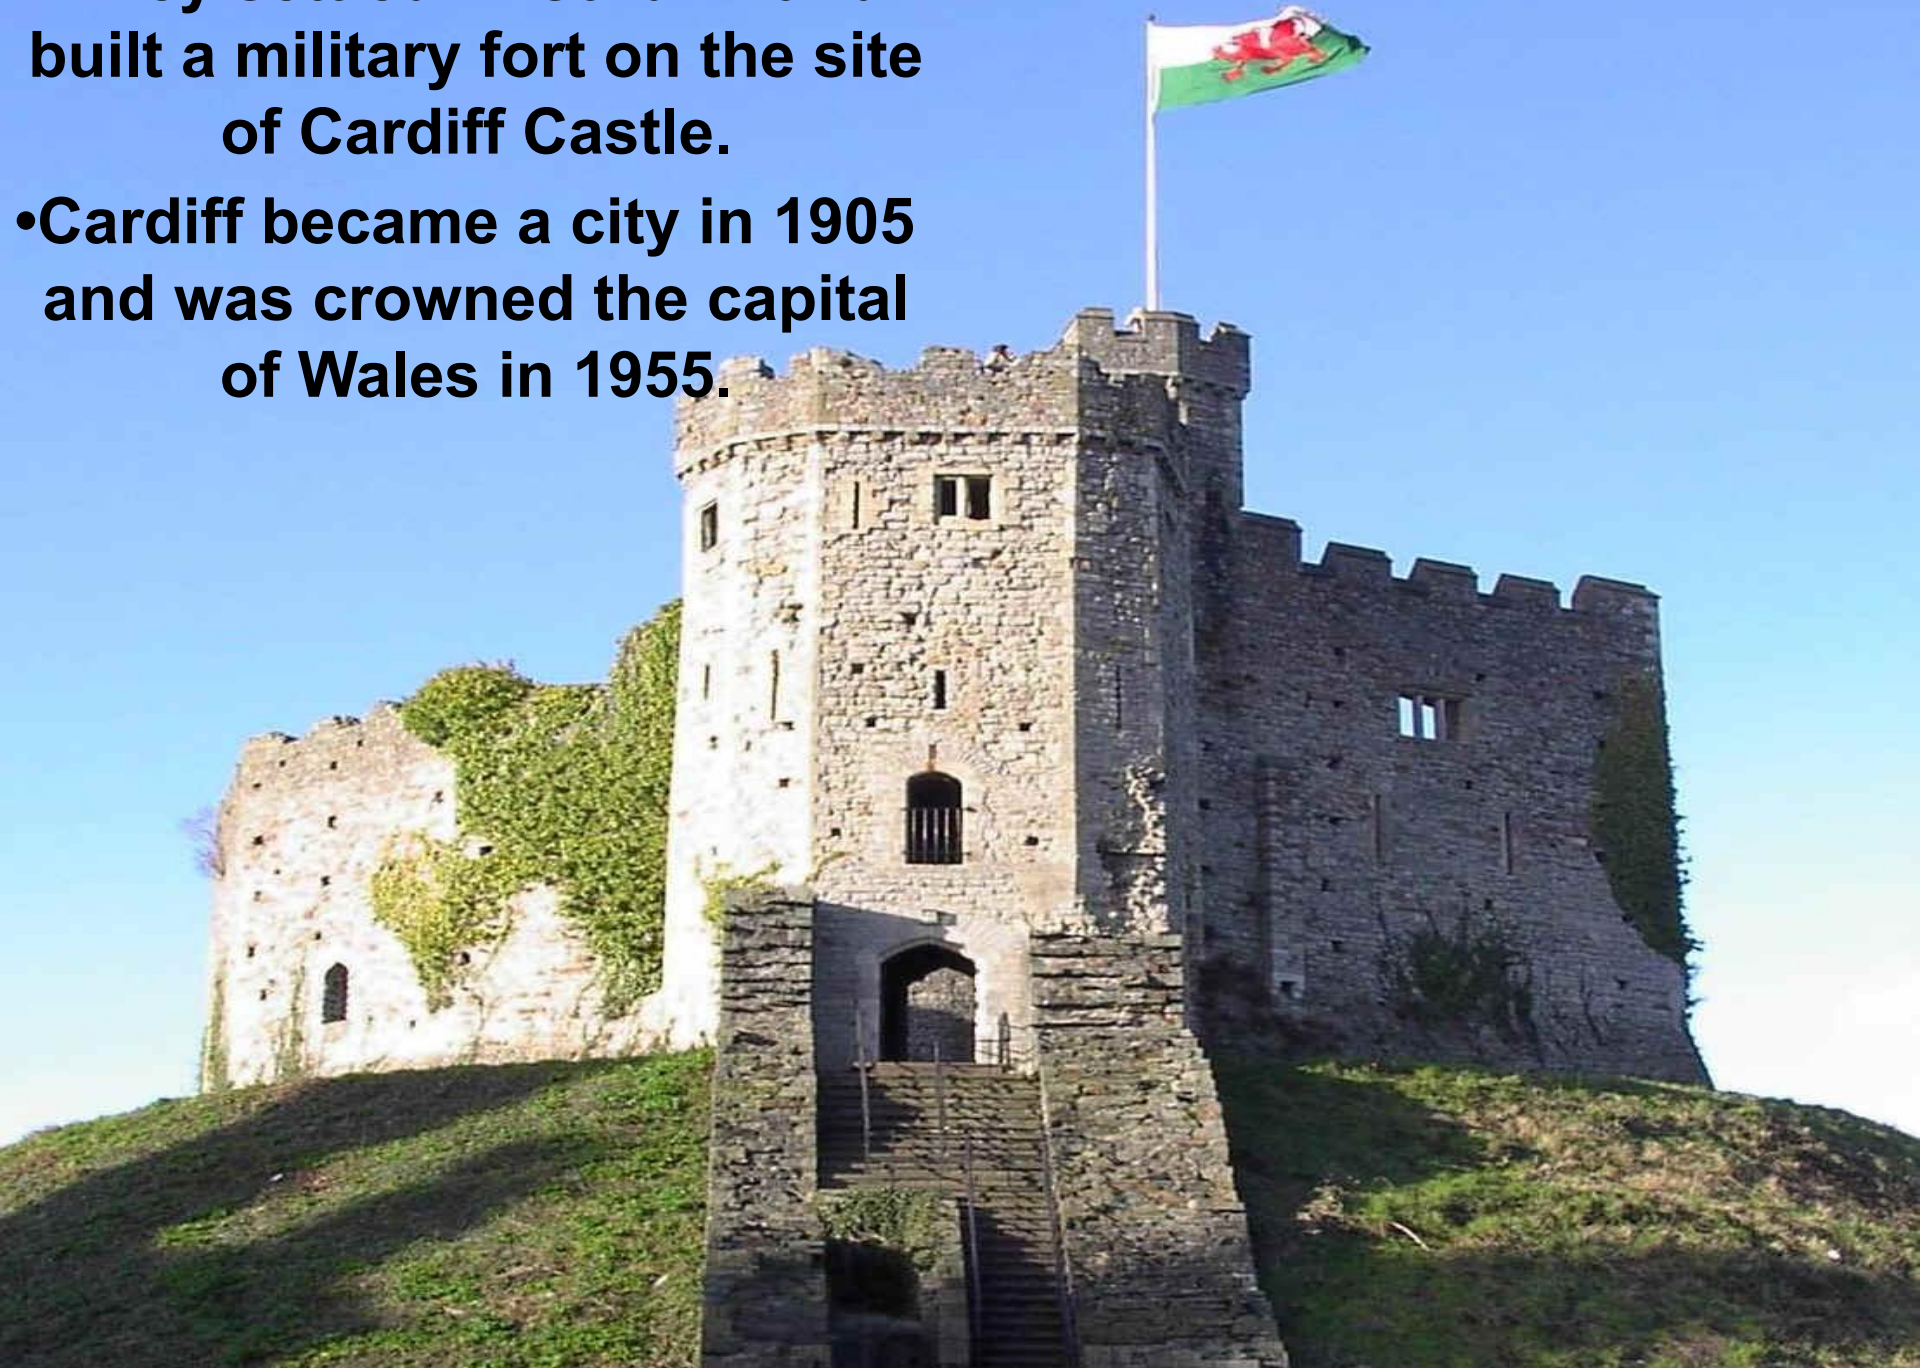 built a military fort on the site
of Cardiff Castle.
•Cardiff became a city in 1905
and was crowned the capital
of Wales in 1955.